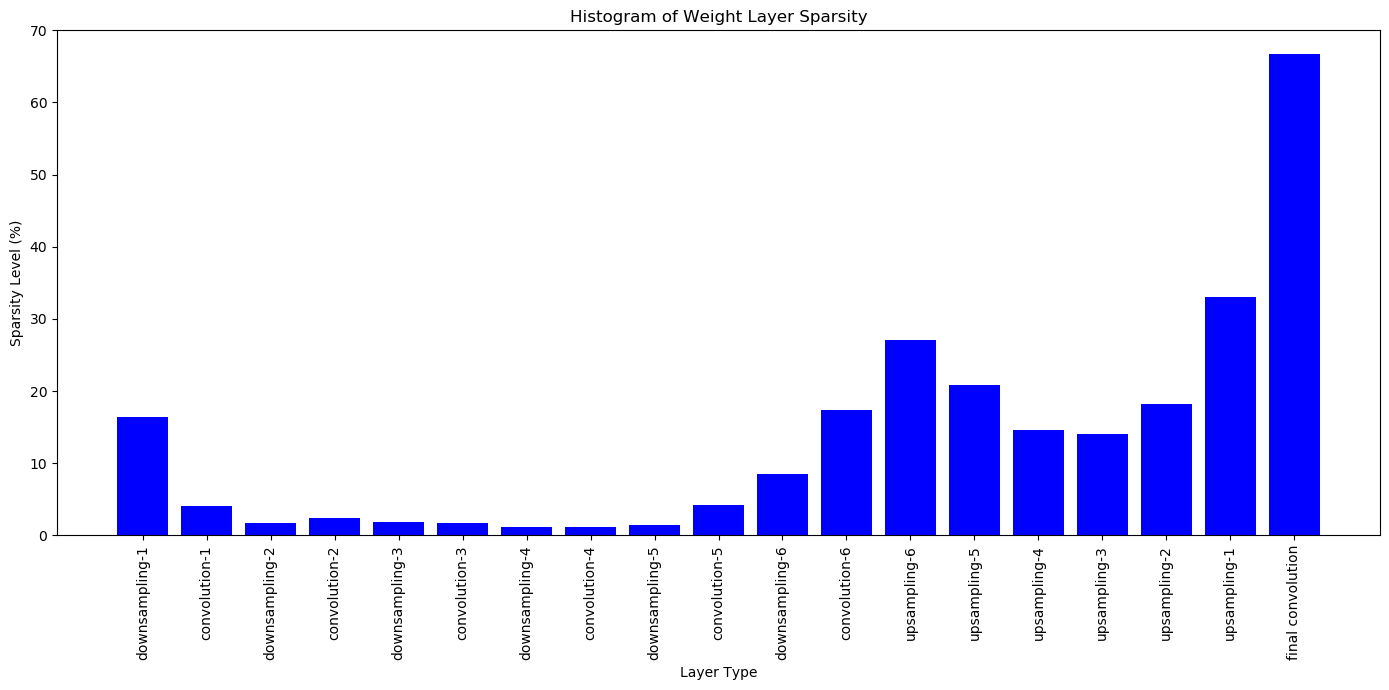 Histogram of Weight Layer Sparsity
Sparsity Level (%)
70
60
50
40
30
20
10
0
downsampling-1
convolution-1
downsampling-2
convolution-2
downsampling-3
convolution-3
downsampling-4
convolution-4
downsampling-5
convolution-5
downsampling-6
convolution-6
upsampling-6
upsampling-5
upsampling-4
upsampling-3
upsampling-2
upsampling-1
final convolution
Layer Type